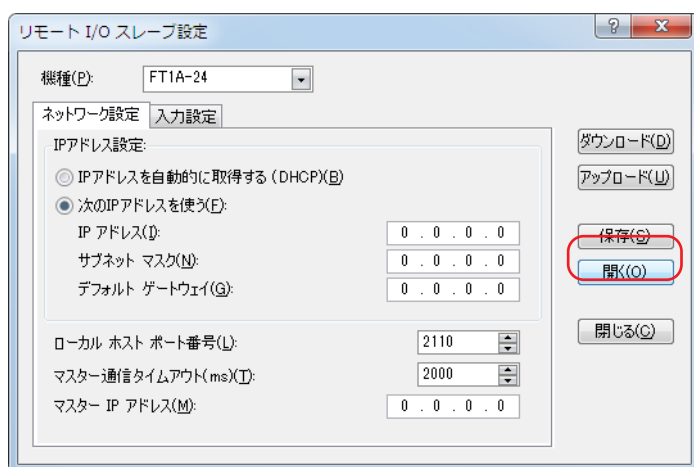 リモート I/O スレーブ設定
機種(P): FT1A-24
ネットワーク設定 入力設定
IPアドレス設定:
IPアドレスを自動的に取得する (DHCP)(B)
次のIPアドレスを使う(F):
IP アドレス(I): 0 . 0 . 0 . 0
サブネット マスク(N): 0 . 0 . 0 . 0
デフォルト ゲートウェイ(G): 0 . 0 . 0 . 0
ローカル ホスト ポート番号(L): 2110
マスター通信タイムアウト(ms)(T): 2000
マスター IP アドレス(M): 0 . 0 . 0 . 0
ダウンロード(D)
アップロード(U)
保存(S)
開く(O)
閉じる(C)